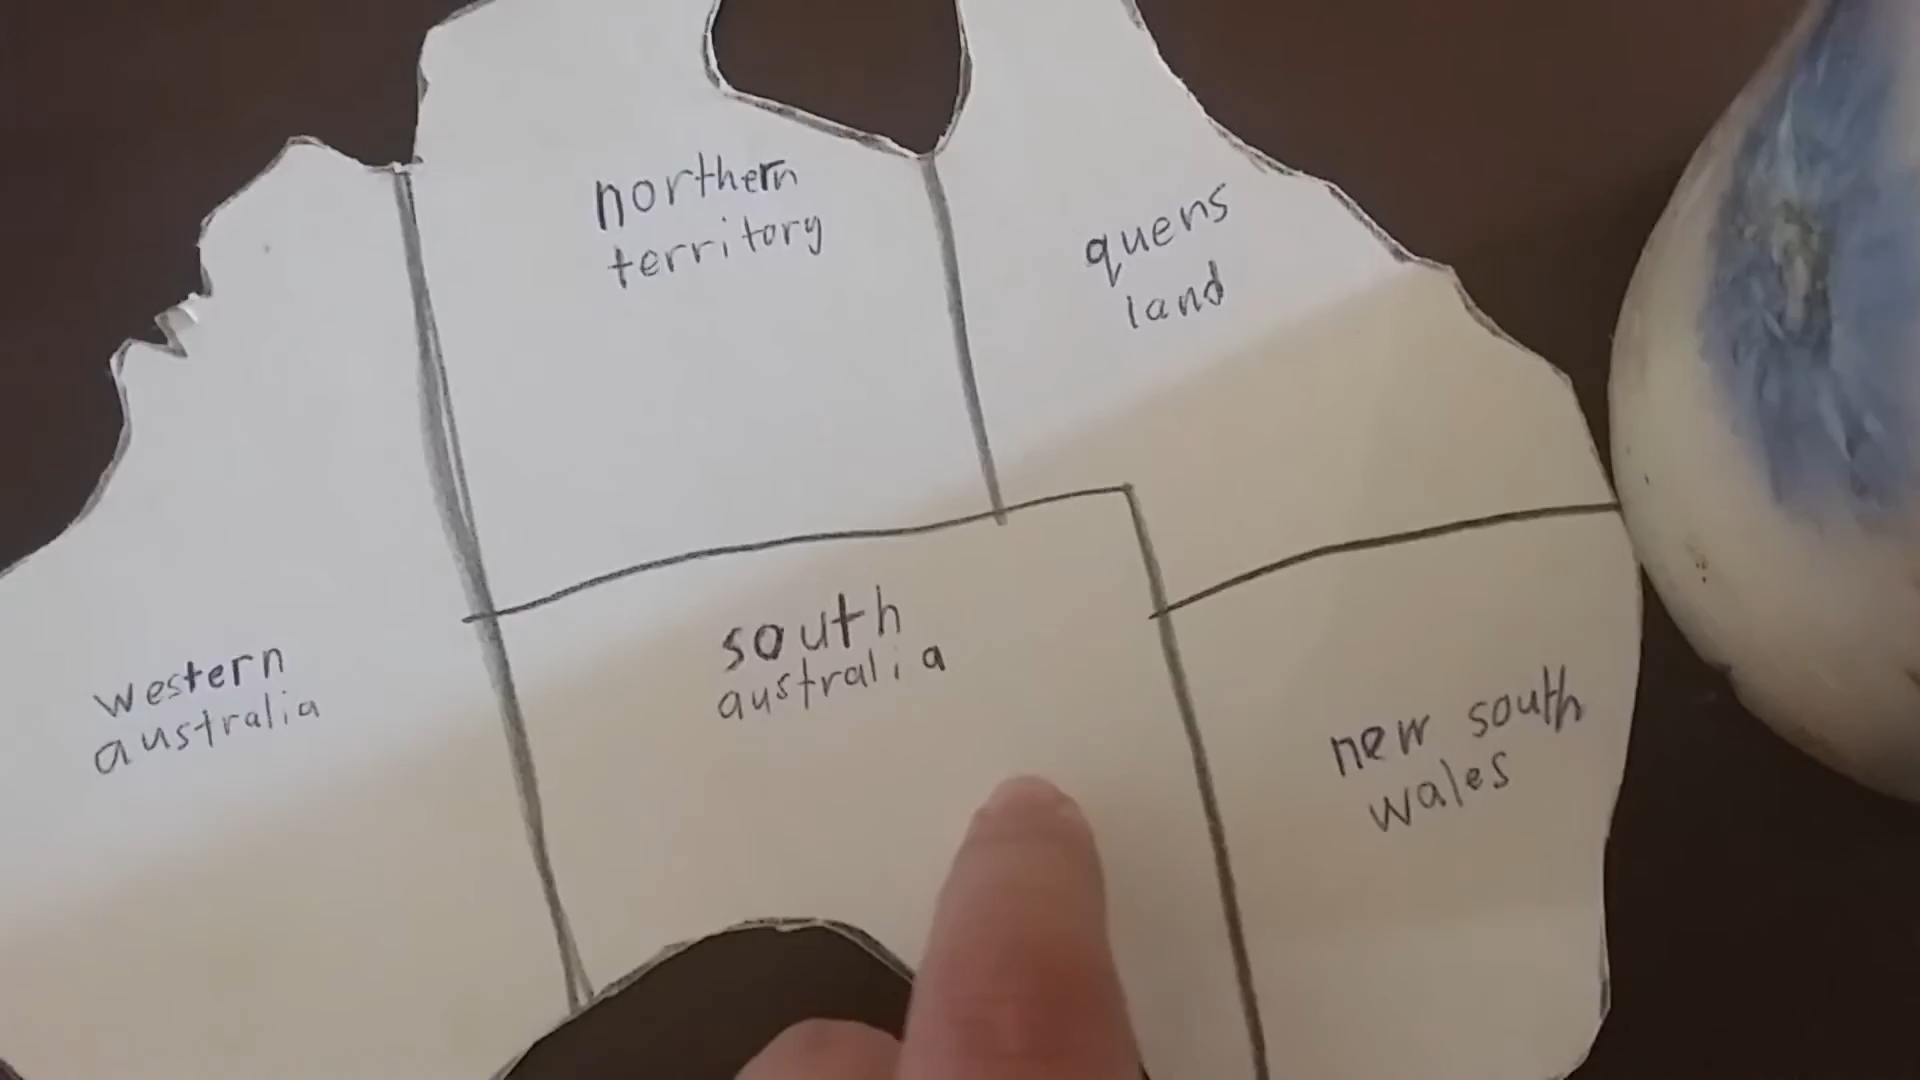 northern
territory
quens
land
western
australia
south
australia
new south
wales